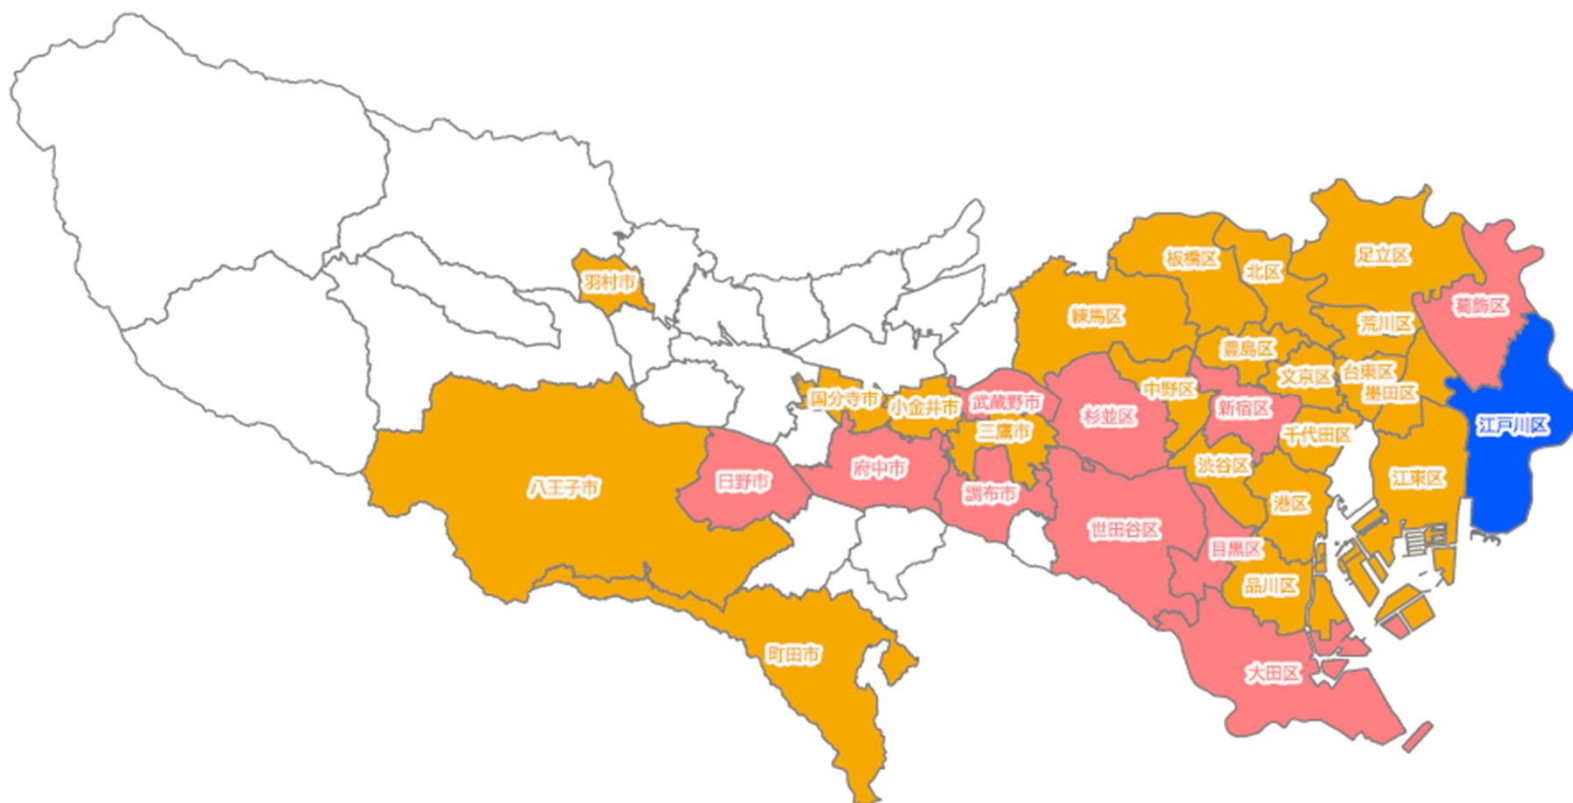 足立区
板橋区
北区
羽村市
葛飾区
練馬区
荒川区
豊島区
文京区
台東区
墨田区
中野区
国分寺市
小金井市
武蔵野市
杉並区
新宿区
江戸川区
三鷹市
千代田区
渋谷区
府中市
日野市
八王子市
調布市
江東区
港区
世田谷区
目黒区
品川区
町田市
大田区